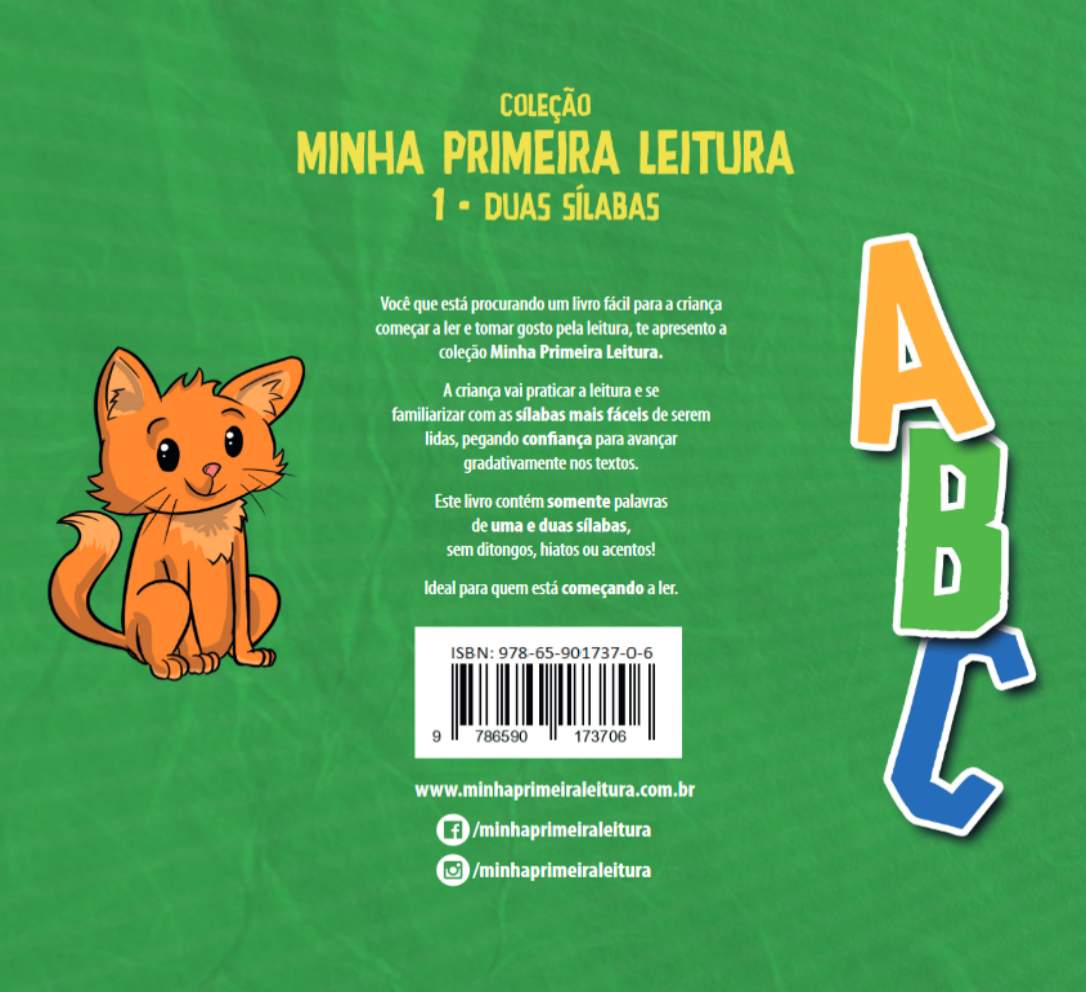 COLEÇÃO
MINHA PRIMEIRA LEITURA
1 - DUAS SÍLABAS
Você que está procurando um livro fácil para a criança
começar a ler e tomar gosto pela leitura, te apresento a
coleção Minha Primeira Leitura.
A criança vai praticar a leitura e se
familiarizar com as sílabas mais fáceis de serem
lidas, pegando confiança para avançar
gradativamente nos textos.
Este livro contém somente palavras
de uma e duas sílabas,
sem ditongos, hiatos ou acentos!
Ideal para quem está começando a ler.
ISBN: 978-65-901737-0-6
9 786590 173706
www.minhaprimeiraleitura.com.br
/minhaprimeiraleitura
/minhaprimeiraleitura
A
B
C